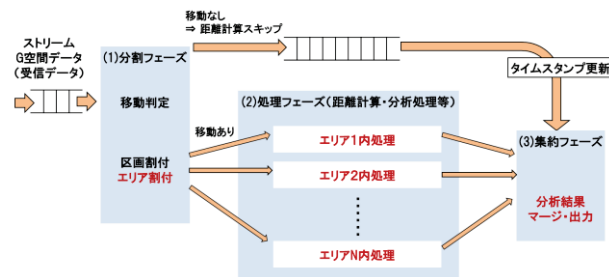 移動なし
⇒ 距離計算スキップ
ストリーム
G空間データ
(受信データ)
(1)分割フェーズ
移動判定
区画割付
エリア割付
タイムスタンプ更新
(2)処理フェーズ(距離計算・分析処理等)
移動あり
エリア1内処理
エリア2内処理
エリアN内処理
(3)集約フェーズ
分析結果
マージ・出力